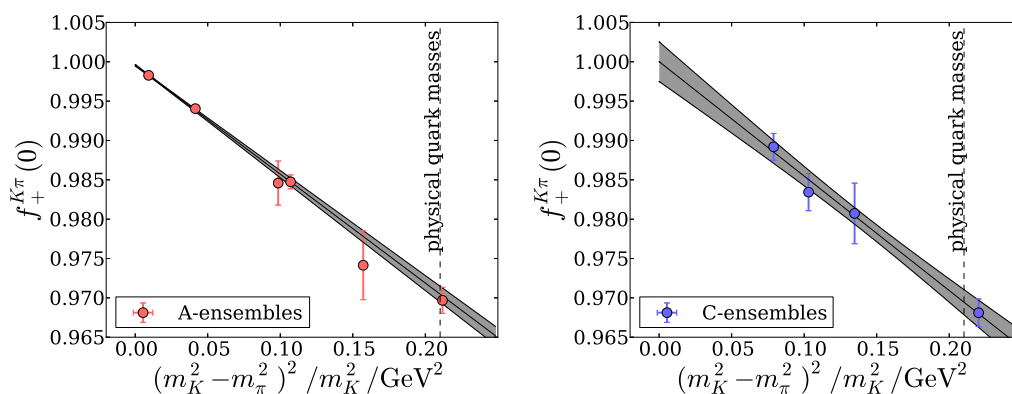 1.005
1.000
0.995
0.990
0.985
0.980
0.975
0.970
0.965
f_+^{Kπ}(0)
physical quark masses
A-ensembles
0.00 0.05 0.10 0.15 0.20
(m_K^2−m_π^2)^2 /m_K^2 /GeV^2
1.005
1.000
0.995
0.990
0.985
0.980
0.975
0.970
0.965
f_+^{Kπ}(0)
physical quark masses
C-ensembles
0.00 0.05 0.10 0.15 0.20
(m_K^2−m_π^2)^2 /m_K^2 /GeV^2